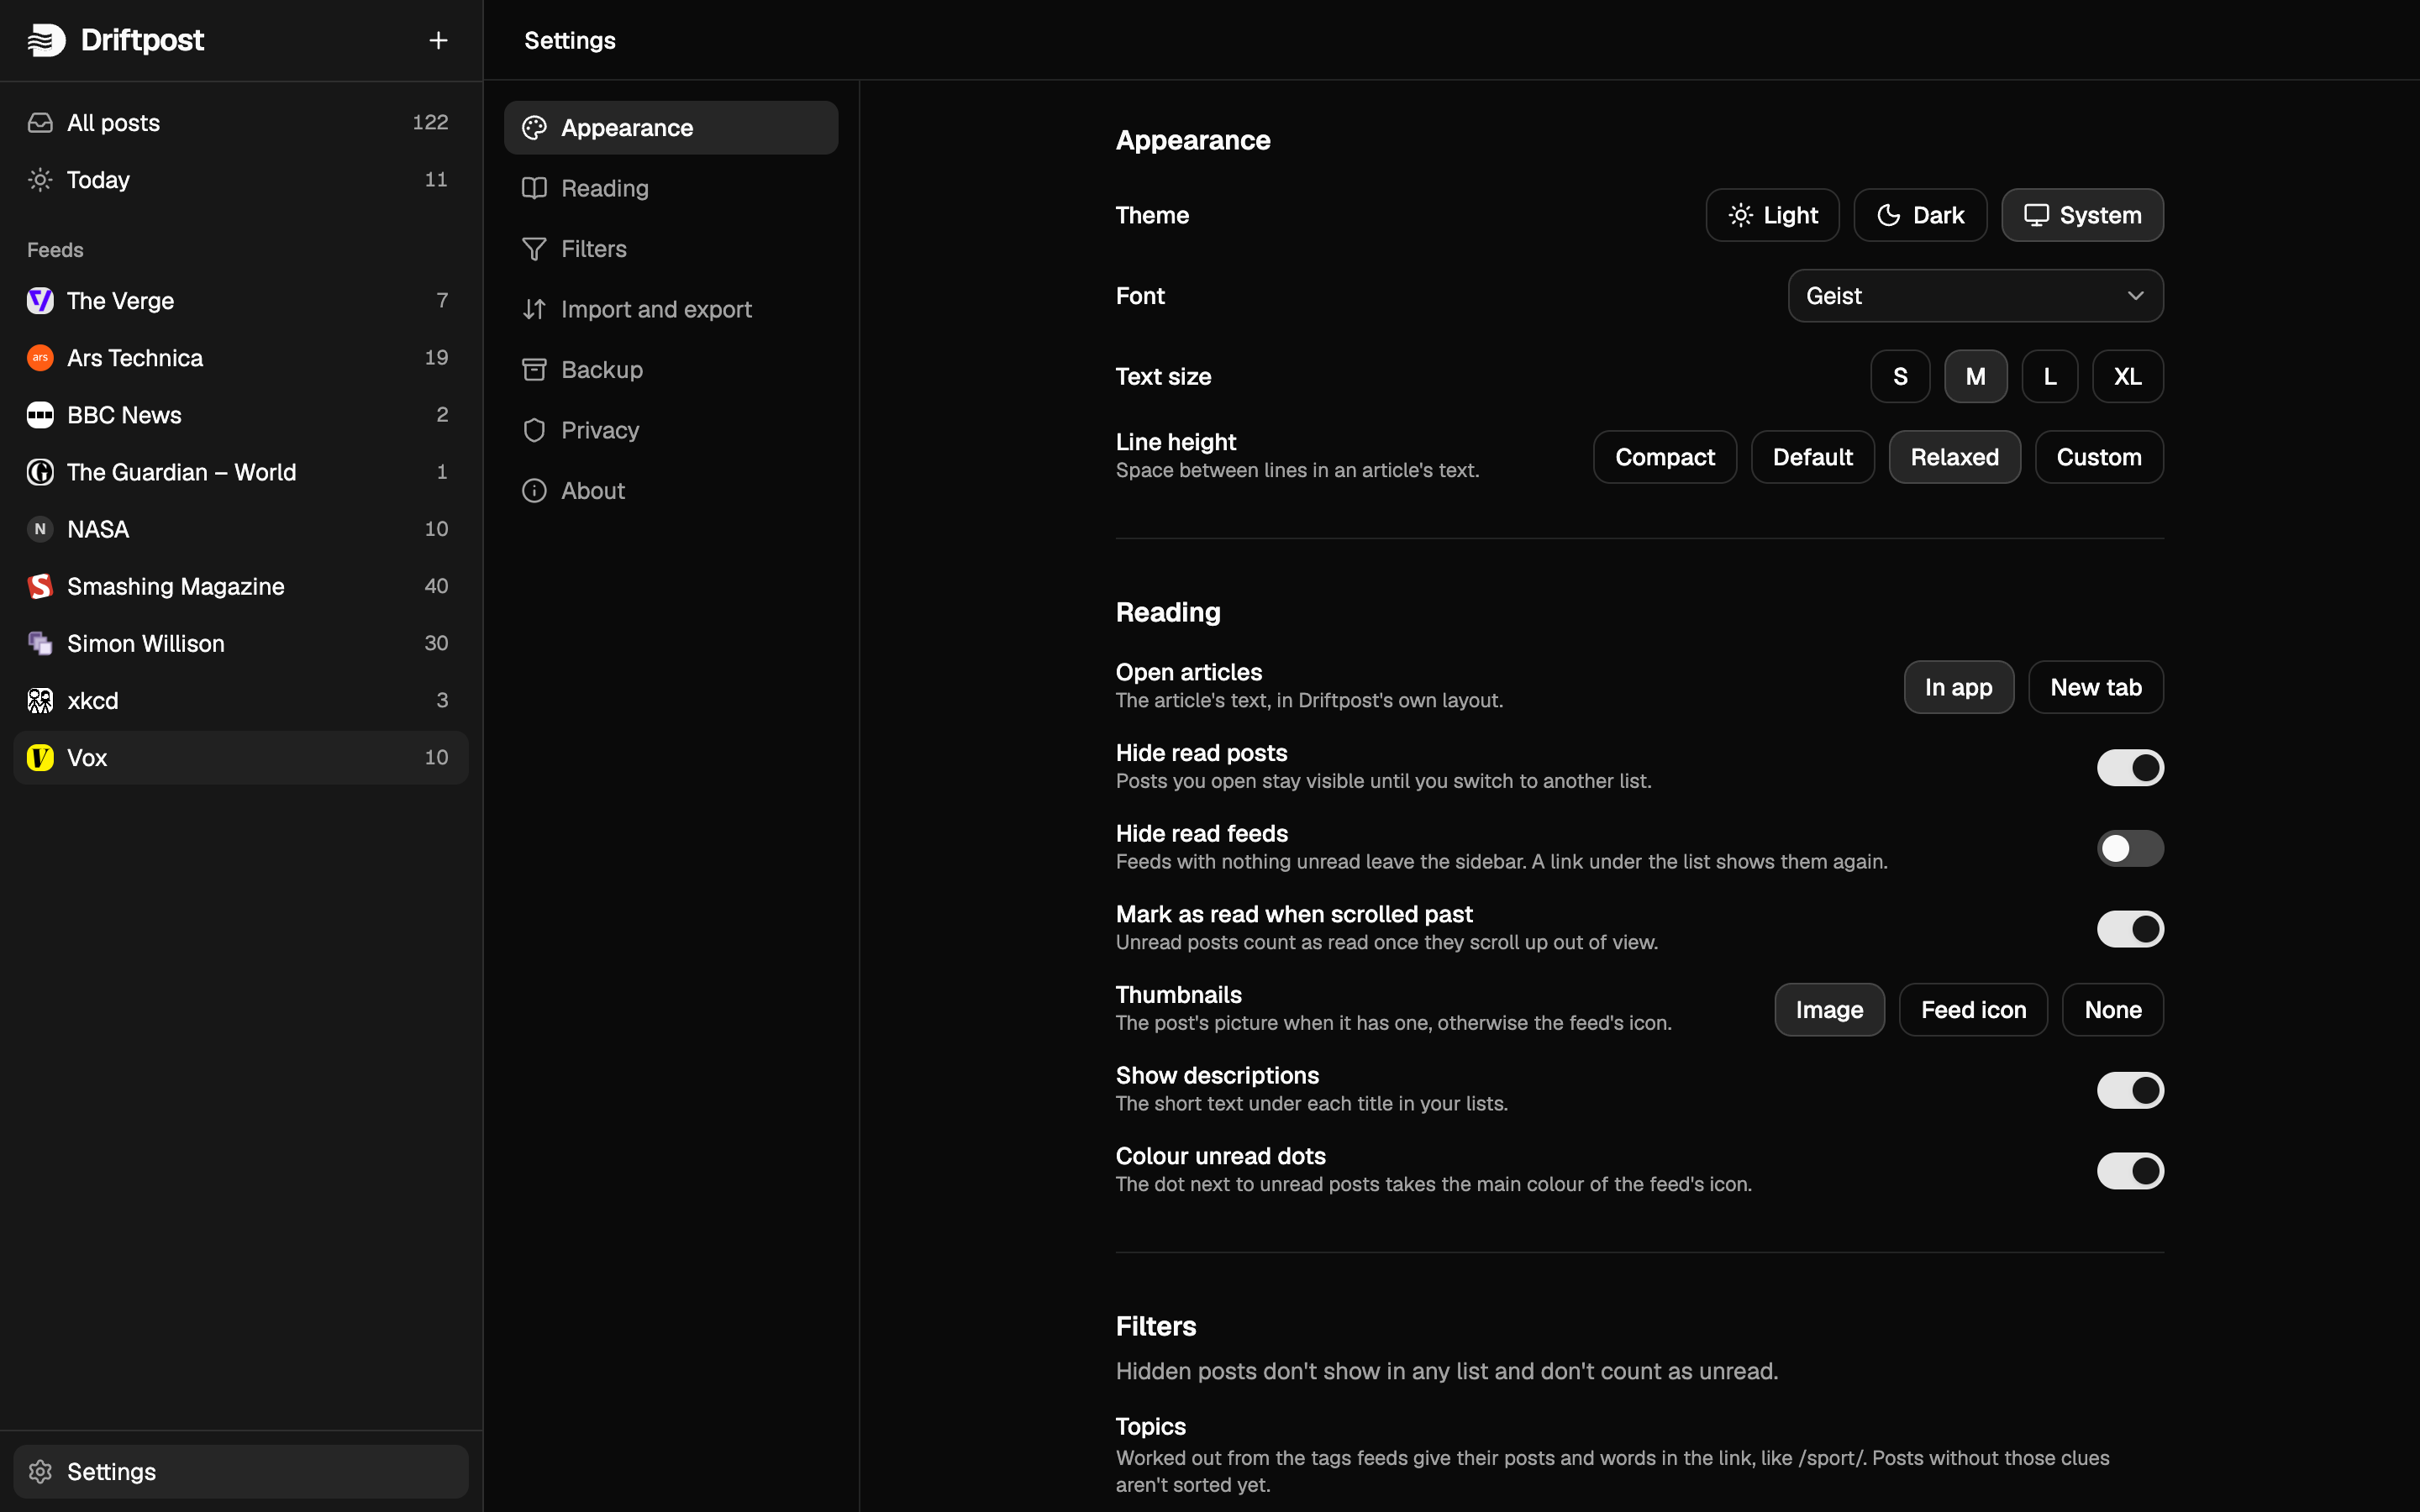 Driftpost
All posts 122
Today 11
Feeds
The Verge 7
ars Ars Technica 19
BBC News 2
G The Guardian – World 1
N NASA 10
S Smashing Magazine 40
Simon Willison 30
xkcd 3
V Vox 10
Settings
Settings
Appearance
Reading
Filters
Import and export
Backup
Privacy
About
Appearance
Theme Light Dark System
Font Geist
Text size S M L XL
Line height Compact Default Relaxed Custom
Space between lines in an article's text.
Reading
Open articles In app New tab
The article's text, in Driftpost's own layout.
Hide read posts
Posts you open stay visible until you switch to another list.
Hide read feeds
Feeds with nothing unread leave the sidebar. A link under the list shows them again.
Mark as read when scrolled past
Unread posts count as read once they scroll up out of view.
Thumbnails Image Feed icon None
The post's picture when it has one, otherwise the feed's icon.
Show descriptions
The short text under each title in your lists.
Colour unread dots
The dot next to unread posts takes the main colour of the feed's icon.
Filters
Hidden posts don't show in any list and don't count as unread.
Topics
Worked out from the tags feeds give their posts and words in the link, like /sport/. Posts without those clues
aren't sorted yet.